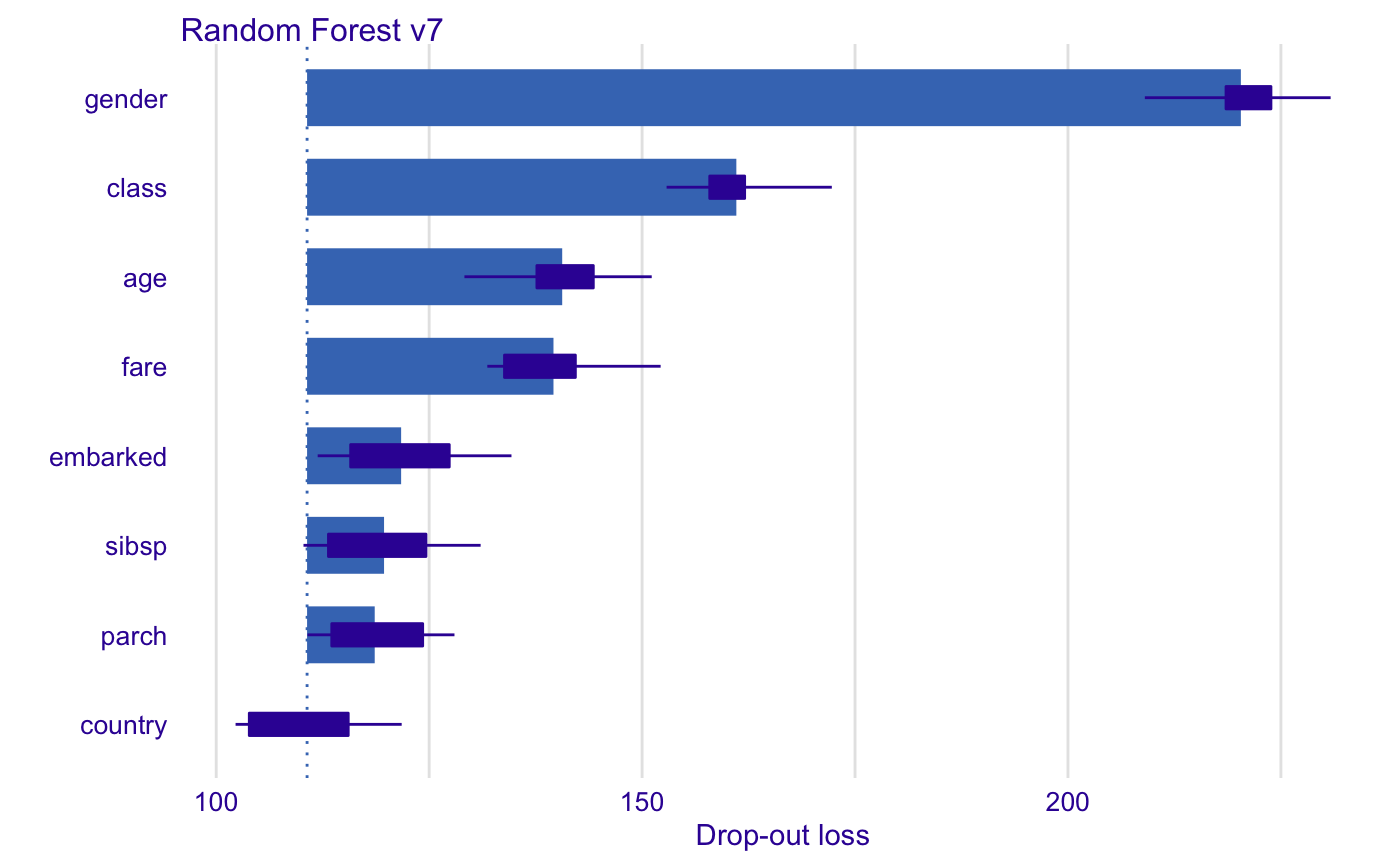 Random Forest v7
gender
class
age
fare
embarked
sibsp
parch
country
100 150 200
Drop-out loss